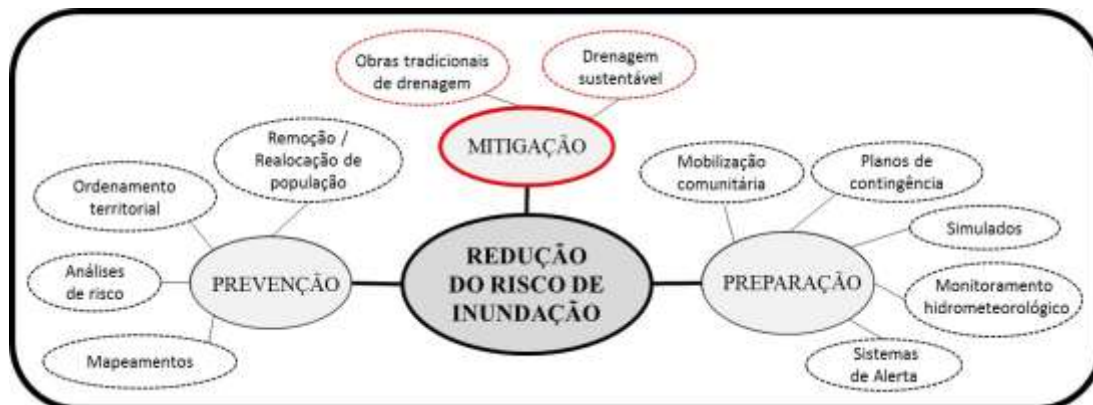 Obras tradicionais
de drenagem
Drenagem
sustentável
MITIGAÇÃO
Remoção /
Realocação de
população
Ordenamento
territorial
Análises
de risco
Mapeamentos
PREVENÇÃO
REDUÇÃO
DO RISCO DE
INUNDAÇÃO
Mobilização
comunitária
Planos de
contingência
Simulados
PREPARAÇÃO
Monitoramento
hidrometeorológico
Sistemas
de Alerta